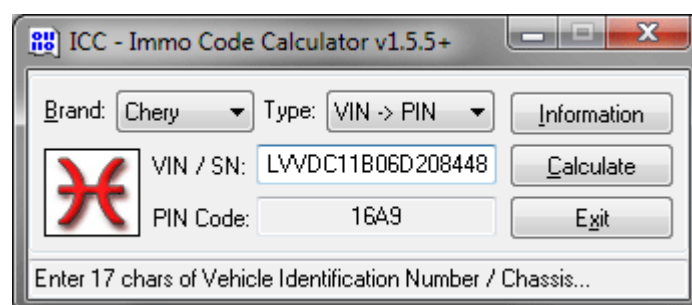 ICC - Immo Code Calculator v1.5.5+
Brand: Chery Type: VIN -> PIN Information
VIN / SN: LVVDC11B06D208448 Calculate
PIN Code: 16A9 Exit
Enter 17 chars of Vehicle Identification Number / Chassis...